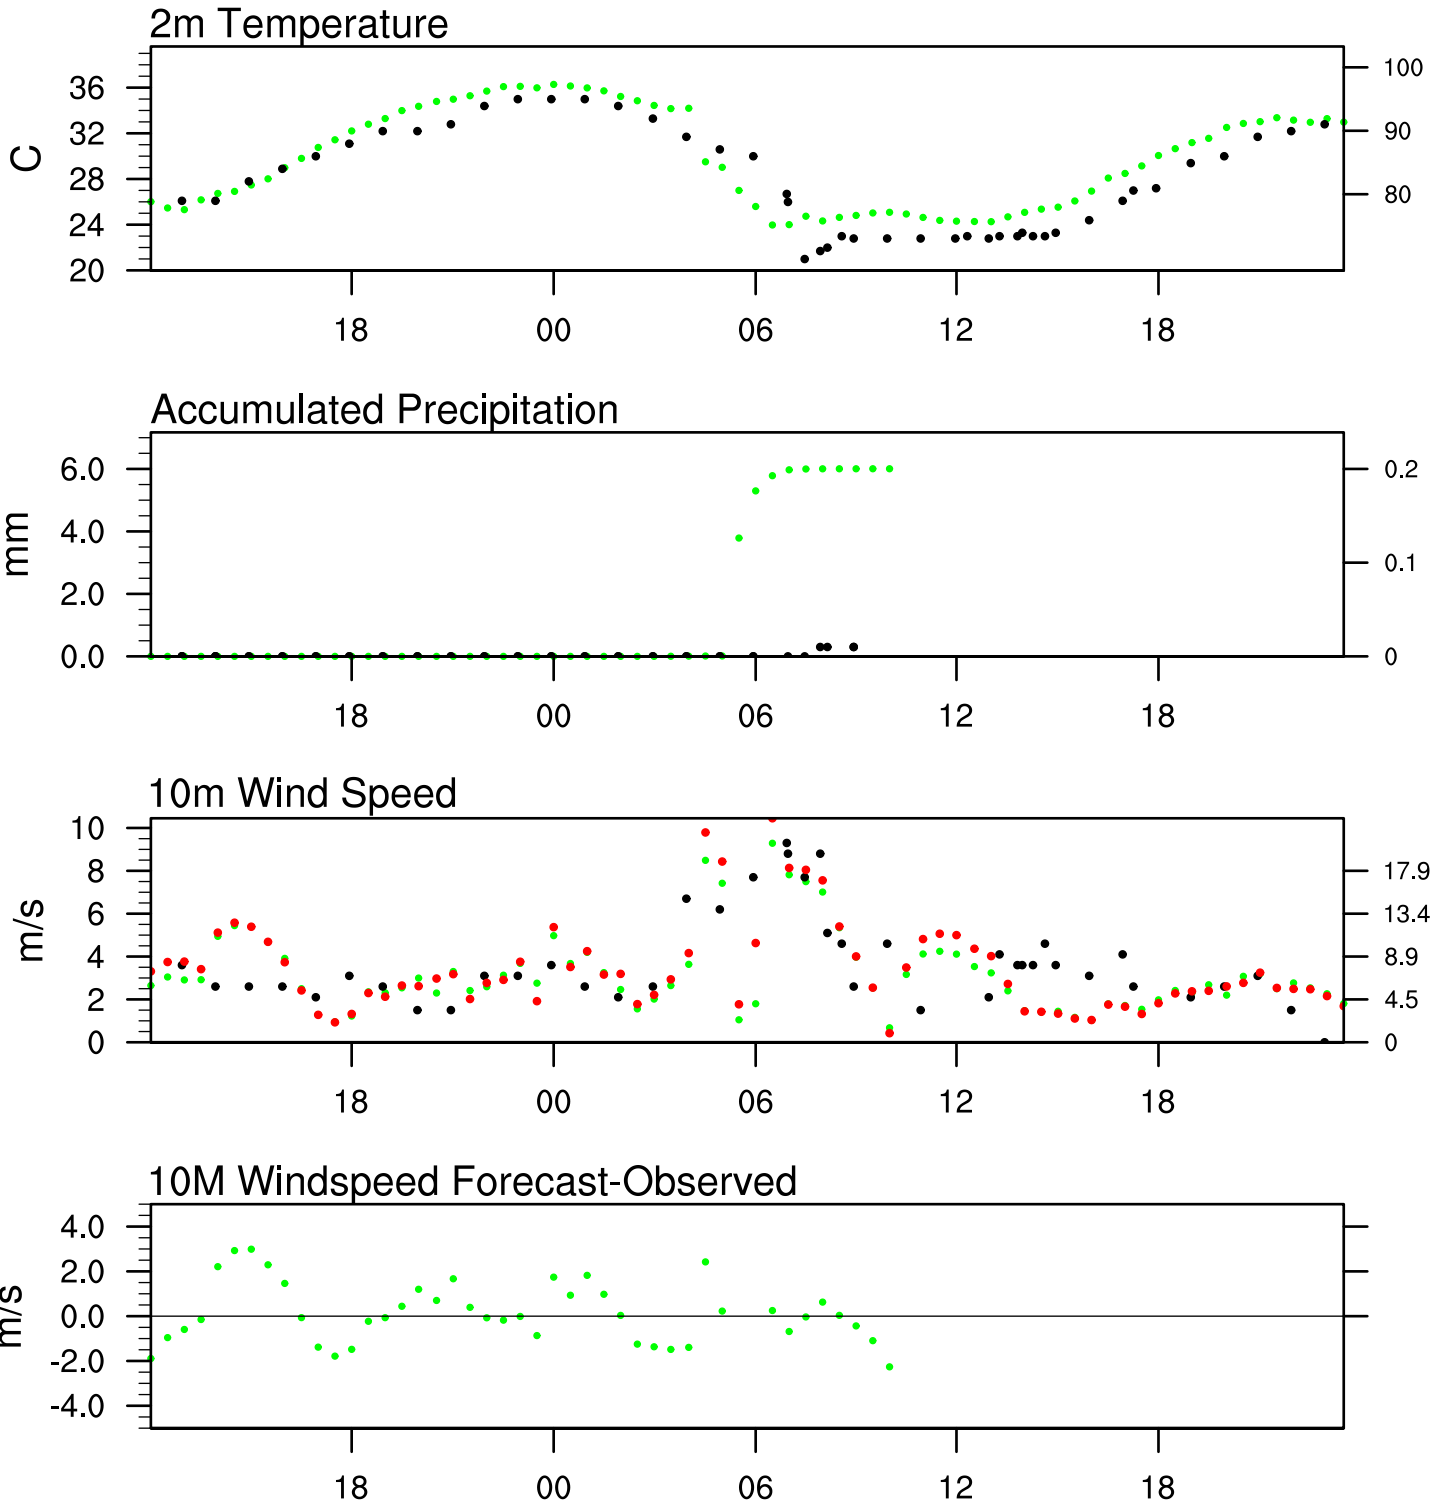 2m Temperature
C
36
32
28
24
20
100
90
80
18 00 06 12 18
Accumulated Precipitation
mm
6.0
4.0
2.0
0.0
0.2
0.1
0
18 00 06 12 18
10m Wind Speed
m/s
10
8
6
4
2
0
17.9
13.4
8.9
4.5
0
18 00 06 12 18
10M Windspeed Forecast-Observed
m/s
4.0
2.0
0.0
-2.0
-4.0
18 00 06 12 18